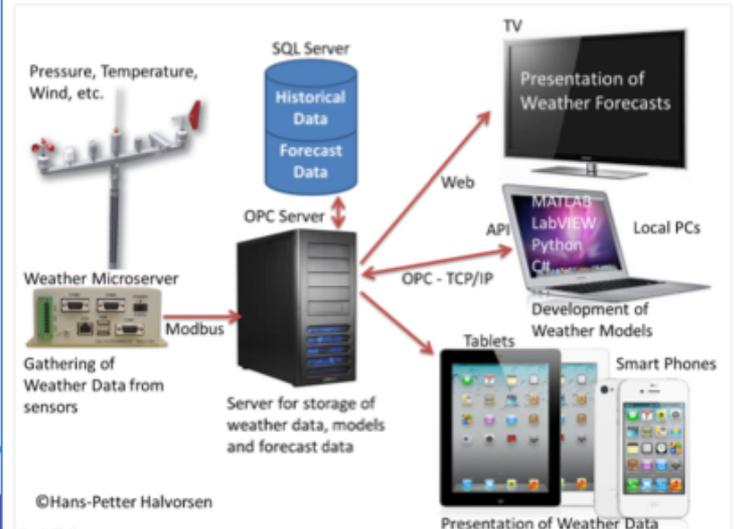 Pressure, Temperature,
Wind, etc.
SQL Server
Historical
Data
Forecast
Data
TV
Presentation of
Weather Forecasts
Web
OPC Server
API
MATLAB
LabVIEW
Python
C#
Local PCs
OPC - TCP/IP
Development of
Weather Models
Weather Microserver
Modbus
Gathering of
Weather Data from
sensors
Server for storage of
weather data, models
and forecast data
Tablets
Smart Phones
Presentation of Weather Data
©Hans-Petter Halvorsen